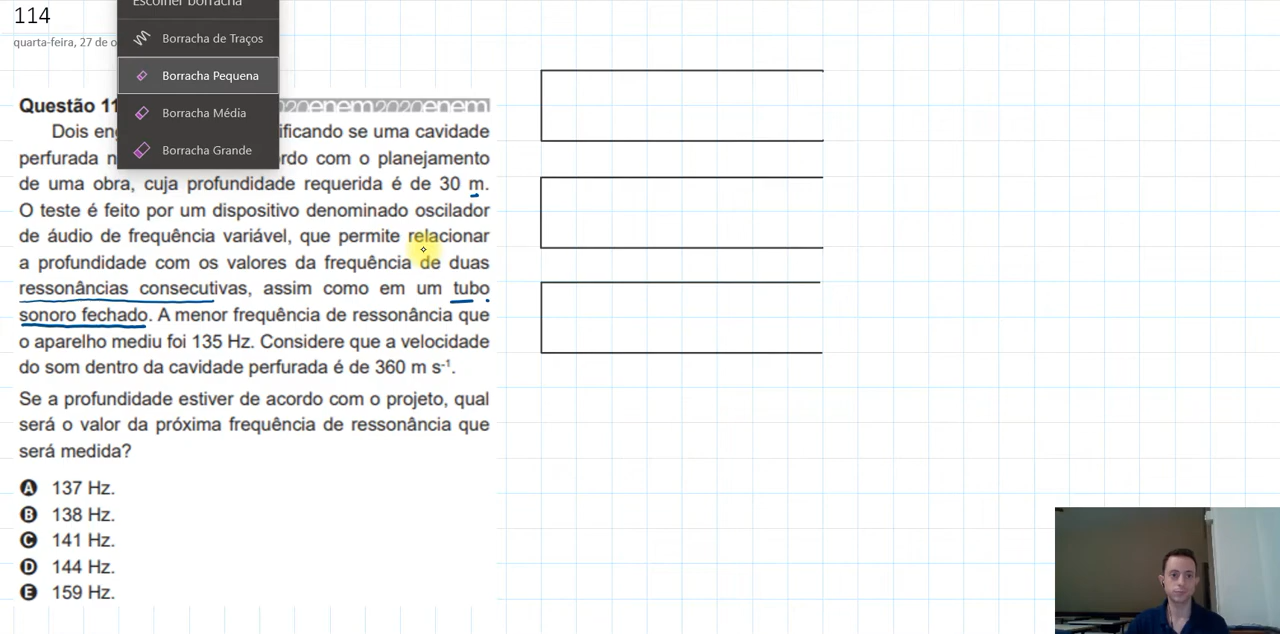 114
quarta-feira, 27 de o
Escolher borracha
Borracha de Traços
Borracha Pequena
Borracha Média
Borracha Grande
Questão 11 2020enem2020enem
Dois eng ificando se uma cavidade
perfurada n rdo com o planejamento
de uma obra, cuja profundidade requerida é de 30 m.
O teste é feito por um dispositivo denominado oscilador
de áudio de frequência variável, que permite relacionar
a profundidade com os valores da frequência de duas
ressonâncias consecutivas, assim como em um tubo
sonoro fechado. A menor frequência de ressonância que
o aparelho mediu foi 135 Hz. Considere que a velocidade
do som dentro da cavidade perfurada é de 360 m s⁻¹.
Se a profundidade estiver de acordo com o projeto, qual
será o valor da próxima frequência de ressonância que
será medida?
A 137 Hz.
B 138 Hz.
C 141 Hz.
D 144 Hz.
E 159 Hz.